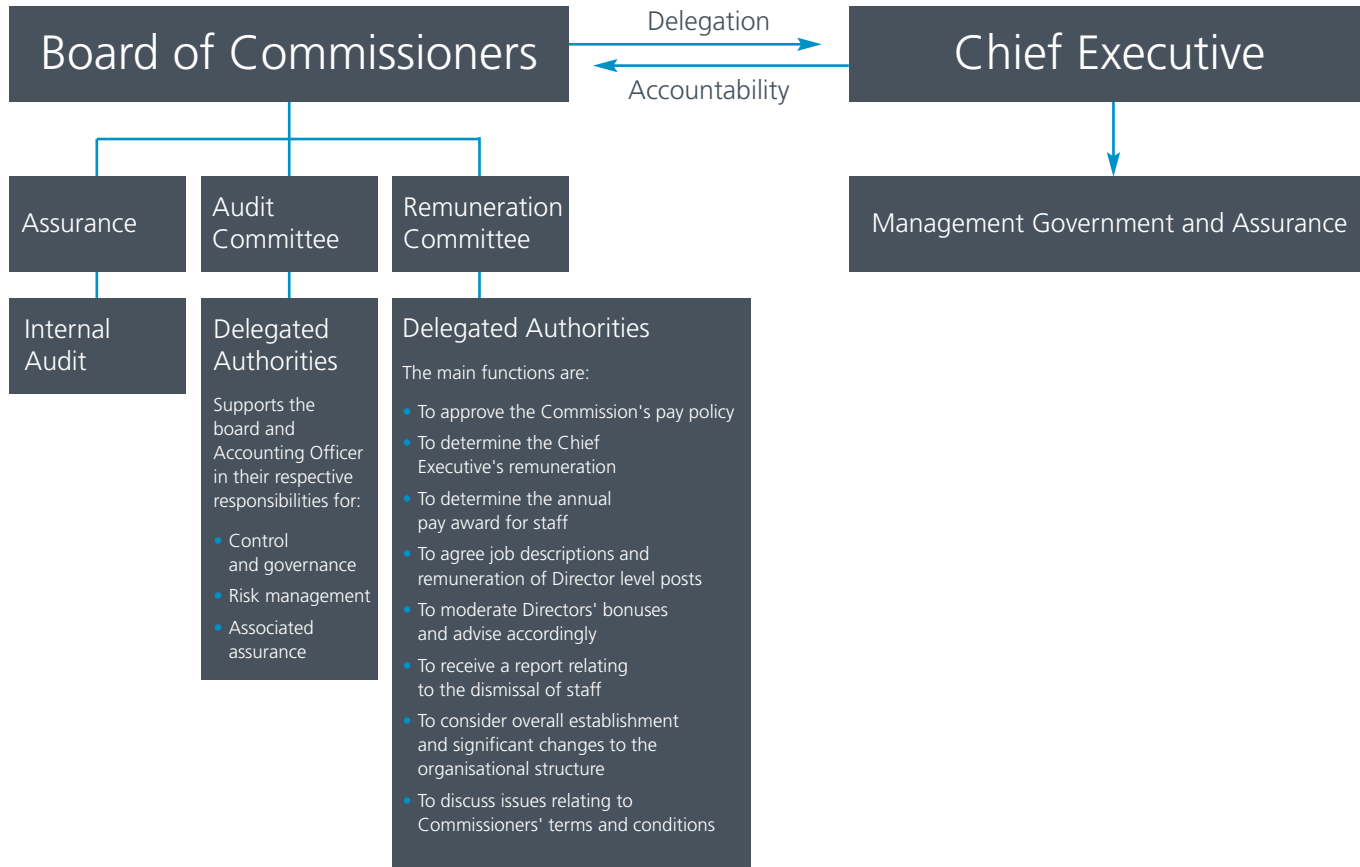 Board of Commissioners
Delegation
Accountability
Chief Executive
Assurance
Audit
Committee
Remuneration
Committee
Management Government and Assurance
Internal
Audit
Delegated
Authorities
Supports the
board and
Accounting Officer
in their respective
responsibilities for:
• Control
and governance
• Risk management
• Associated
assurance
Delegated Authorities
The main functions are:
• To approve the Commission's pay policy
• To determine the Chief
Executive's remuneration
• To determine the annual
pay award for staff
• To agree job descriptions and
remuneration of Director level posts
• To moderate Directors' bonuses
and advise accordingly
• To receive a report relating
to the dismissal of staff
• To consider overall establishment
and significant changes to the
organisational structure
• To discuss issues relating to
Commissioners' terms and conditions